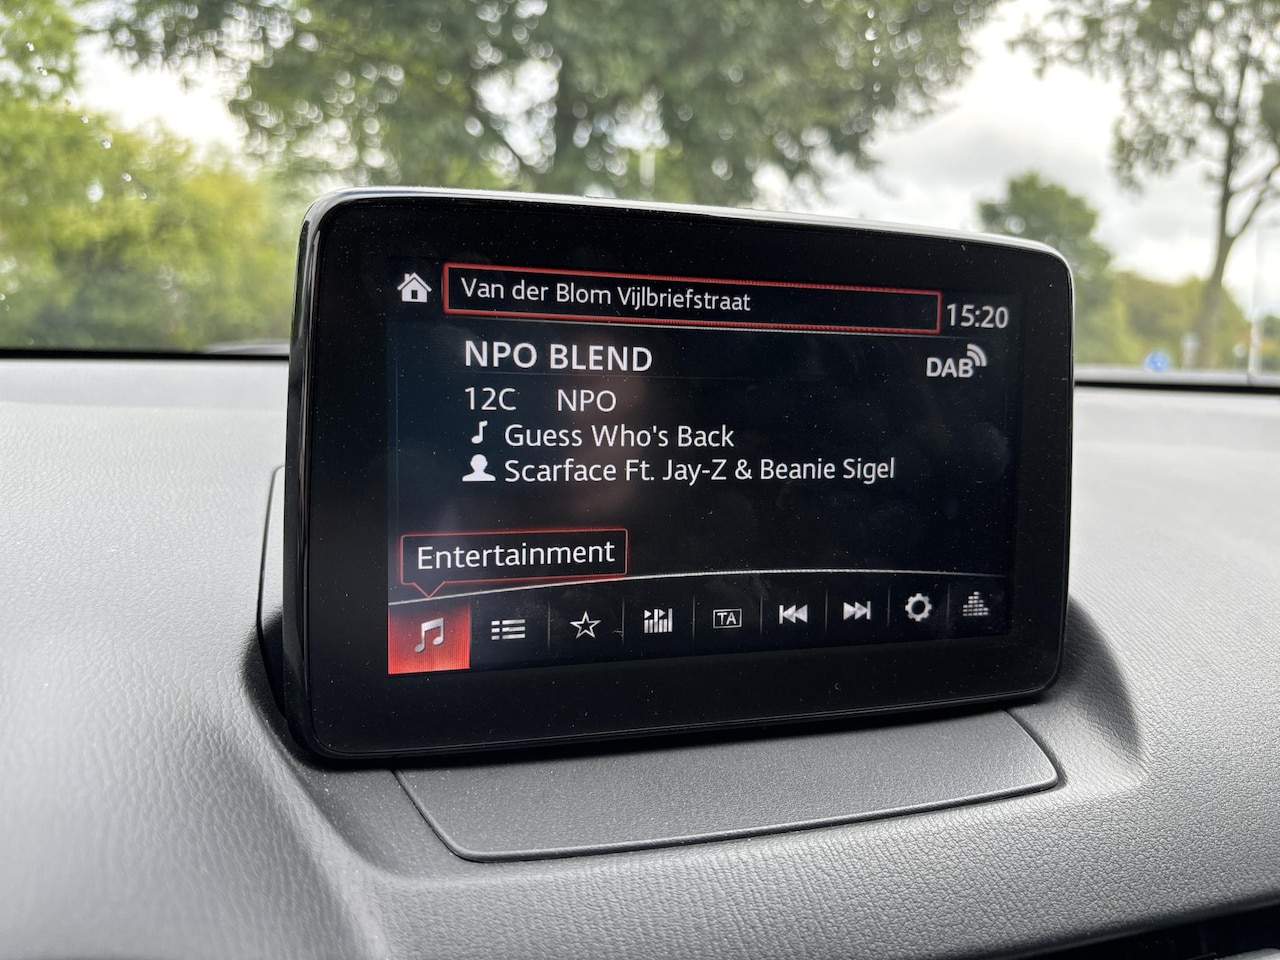 Van der Blom Vijlbriefstraat
15:20
NPO BLEND
DAB
12C NPO
Guess Who's Back
Scarface Ft. Jay-Z & Beanie Sigel
Entertainment
TA